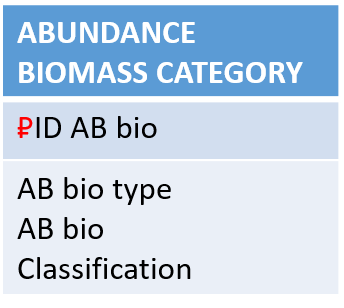 ABUNDANCE
BIOMASS CATEGORY
₽ID AB bio
AB bio type
AB bio
Classification